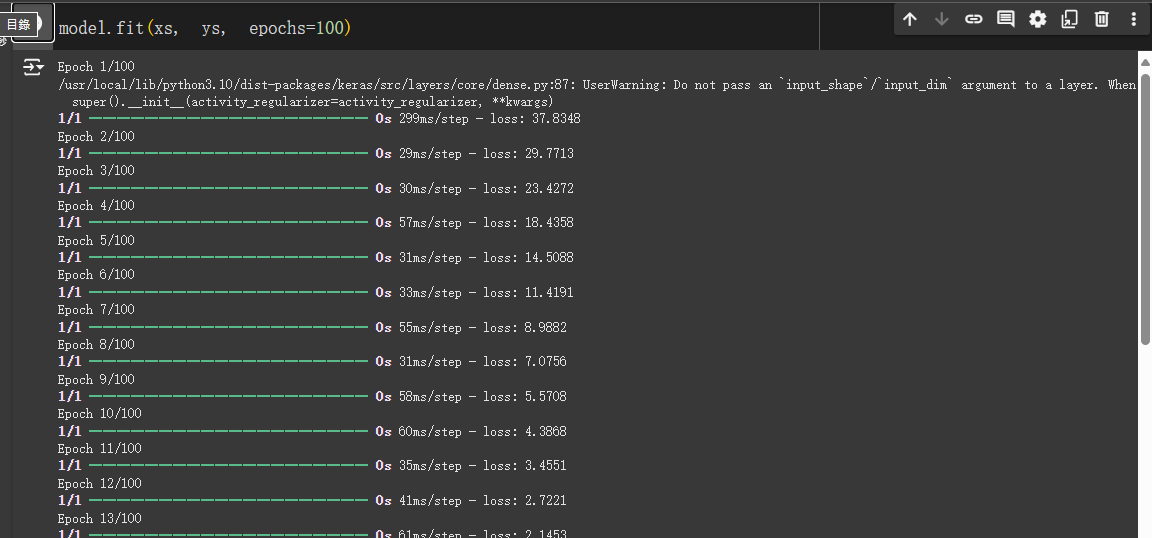 目錄
model.fit(xs, ys, epochs=100)
Epoch 1/100
/usr/local/lib/python3.10/dist-packages/keras/src/layers/core/dense.py:87: UserWarning: Do not pass an `input_shape`/`input_dim` argument to a layer. When
super().__init__(activity_regularizer=activity_regularizer, **kwargs)
1/1 ━━━━━━━━━━━━━━━━━━━━ 0s 299ms/step - loss: 37.8348
Epoch 2/100
1/1 ━━━━━━━━━━━━━━━━━━━━ 0s 29ms/step - loss: 29.7713
Epoch 3/100
1/1 ━━━━━━━━━━━━━━━━━━━━ 0s 30ms/step - loss: 23.4272
Epoch 4/100
1/1 ━━━━━━━━━━━━━━━━━━━━ 0s 57ms/step - loss: 18.4358
Epoch 5/100
1/1 ━━━━━━━━━━━━━━━━━━━━ 0s 31ms/step - loss: 14.5088
Epoch 6/100
1/1 ━━━━━━━━━━━━━━━━━━━━ 0s 33ms/step - loss: 11.4191
Epoch 7/100
1/1 ━━━━━━━━━━━━━━━━━━━━ 0s 55ms/step - loss: 8.9882
Epoch 8/100
1/1 ━━━━━━━━━━━━━━━━━━━━ 0s 31ms/step - loss: 7.0756
Epoch 9/100
1/1 ━━━━━━━━━━━━━━━━━━━━ 0s 58ms/step - loss: 5.5708
Epoch 10/100
1/1 ━━━━━━━━━━━━━━━━━━━━ 0s 60ms/step - loss: 4.3868
Epoch 11/100
1/1 ━━━━━━━━━━━━━━━━━━━━ 0s 35ms/step - loss: 3.4551
Epoch 12/100
1/1 ━━━━━━━━━━━━━━━━━━━━ 0s 41ms/step - loss: 2.7221
Epoch 13/100
1/1 ━━━━━━━━━━━━━━━━━━━━ 0s 61ms/step - loss: 2.1453